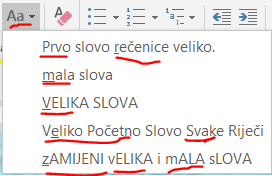 Aa
Prvo slovo rečenice veliko.
mala slova
VELIKA SLOVA
Veliko Početno Slovo Svake Riječi
zAMIJENI vELIKA i mALA sLOVA